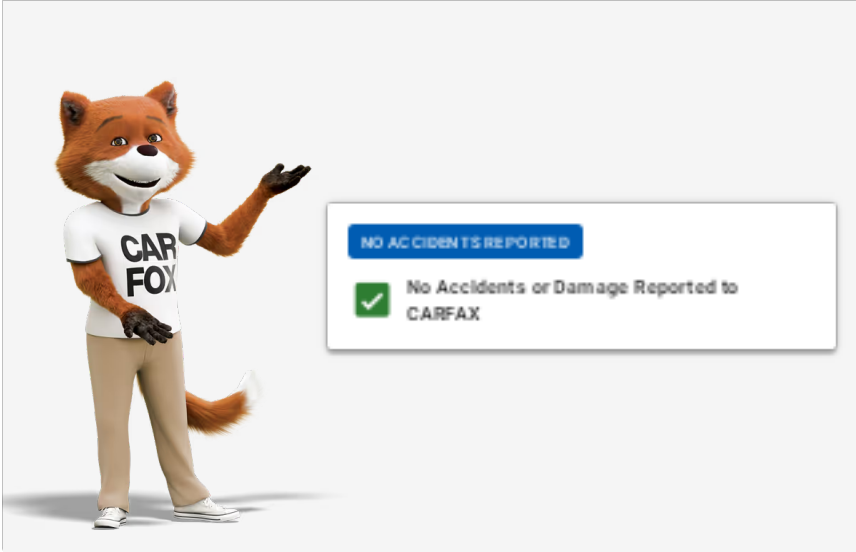 CAR
FOX
NO ACCIDENTS REPORTED
No Accidents or Damage Reported to
CARFAX